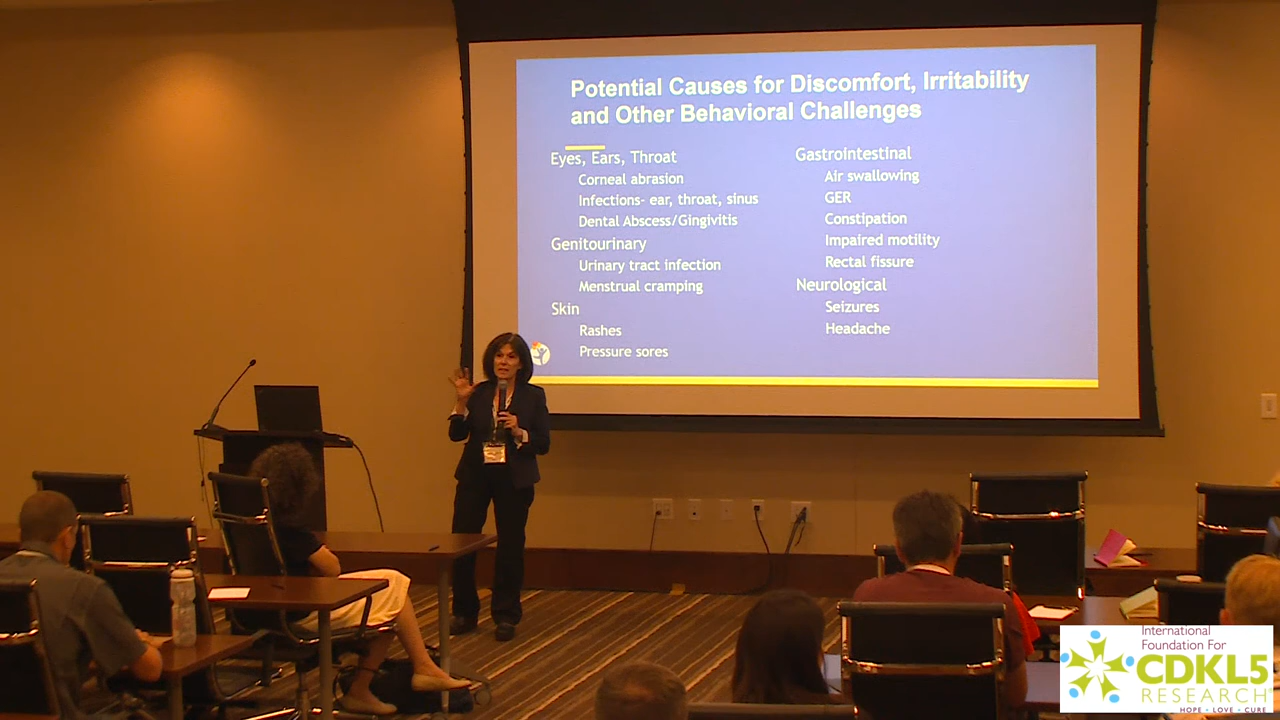 Potential Causes for Discomfort, Irritability
and Other Behavioral Challenges
Eyes, Ears, Throat
Corneal abrasion
Infections- ear, throat, sinus
Dental Abscess/Gingivitis
Genitourinary
Urinary tract infection
Menstrual cramping
Skin
Rashes
Pressure sores
Gastrointestinal
Air swallowing
GER
Constipation
Impaired motility
Rectal fissure
Neurological
Seizures
Headache
International
Foundation For
CDKL5
RESEARCH
HOPE • LOVE • CURE